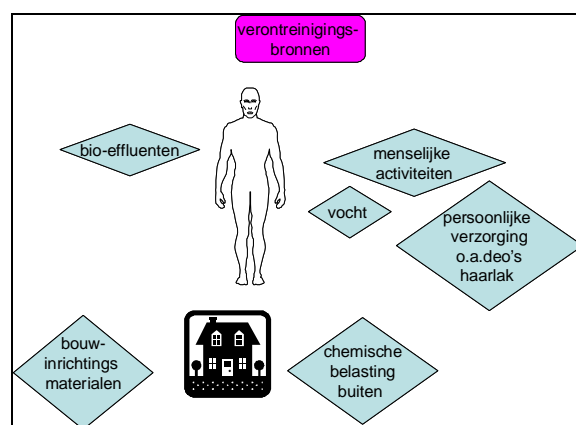 verontreinigings-
bronnen
bio-effluenten
menselijke
activiteiten
vocht
persoonlijke
verzorging
o.a.deo's
haarlak
bouw-
inrichtings
materialen
chemische
belasting
buiten